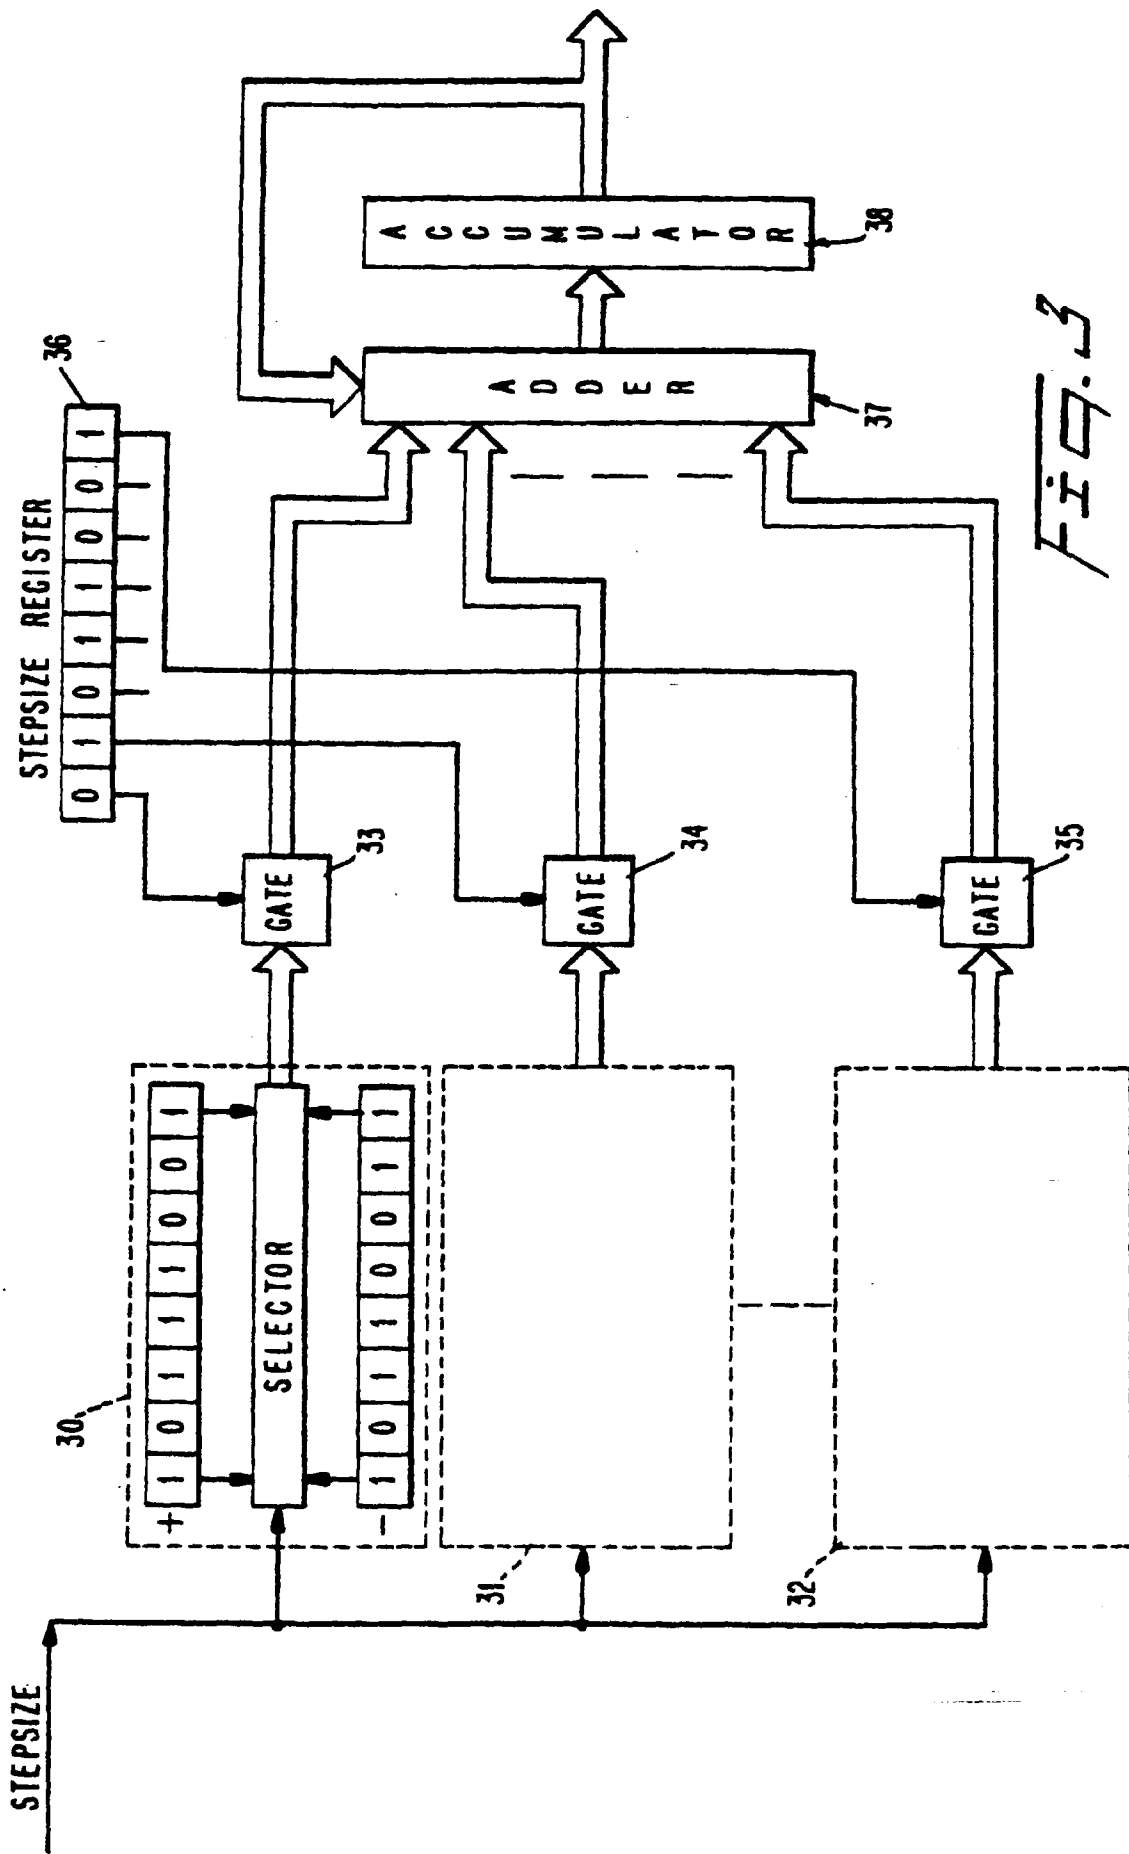 STEPSIZE
STEPSIZE REGISTER
0 1 0 1 1 0 0 1
36
30
+ 1 0 1 1 1 0 0 1
SELECTOR
- 1 0 1 1 0 0 1 1
GATE
33
31
GATE
34
32
GATE
35
ADDER
37
ACCUMULATOR
38
Fig. 3